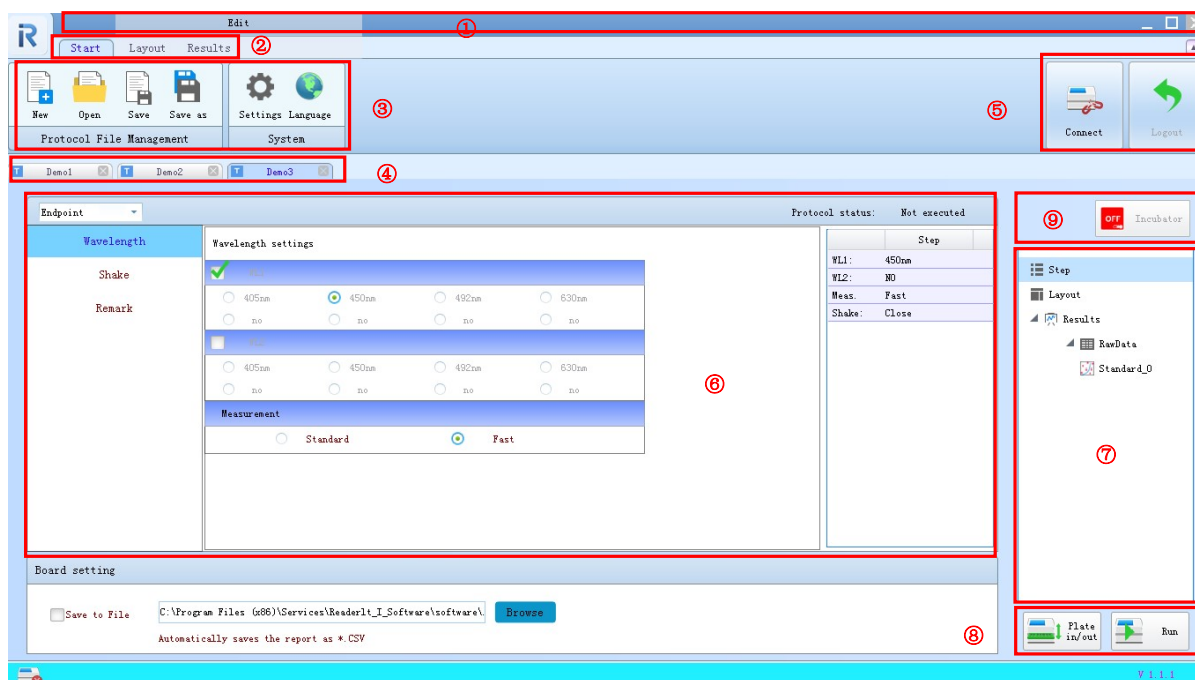 Edit
①
iR
Start Layout Results ②
New Open Save Save as Settings Language ③ ⑤ Connect Logout
Protocol File Management System
T Demo1 T Demo2 T Demo3 ④
Endpoint Protocol status: Not executed ⑨ OFF Incubator
Wavelength
Shake
Remark
Wavelength settings
405nm 450nm 492nm 630nm
no no no no
405nm 450nm 492nm 630nm
no no no no
Measurement
Standard Fast
⑥
Step
WL1: 450nm
WL2: NO
Meas. Fast
Shake: Close
Step
Layout
Results
RawData
Standard_0
⑦
Board setting
Save to File C:\Program Files (x86)\Services\Readerlt_I_Software\software\. Browse
Automatically saves the report as *.CSV
⑧
Plate in/out Run
V 1.1.1